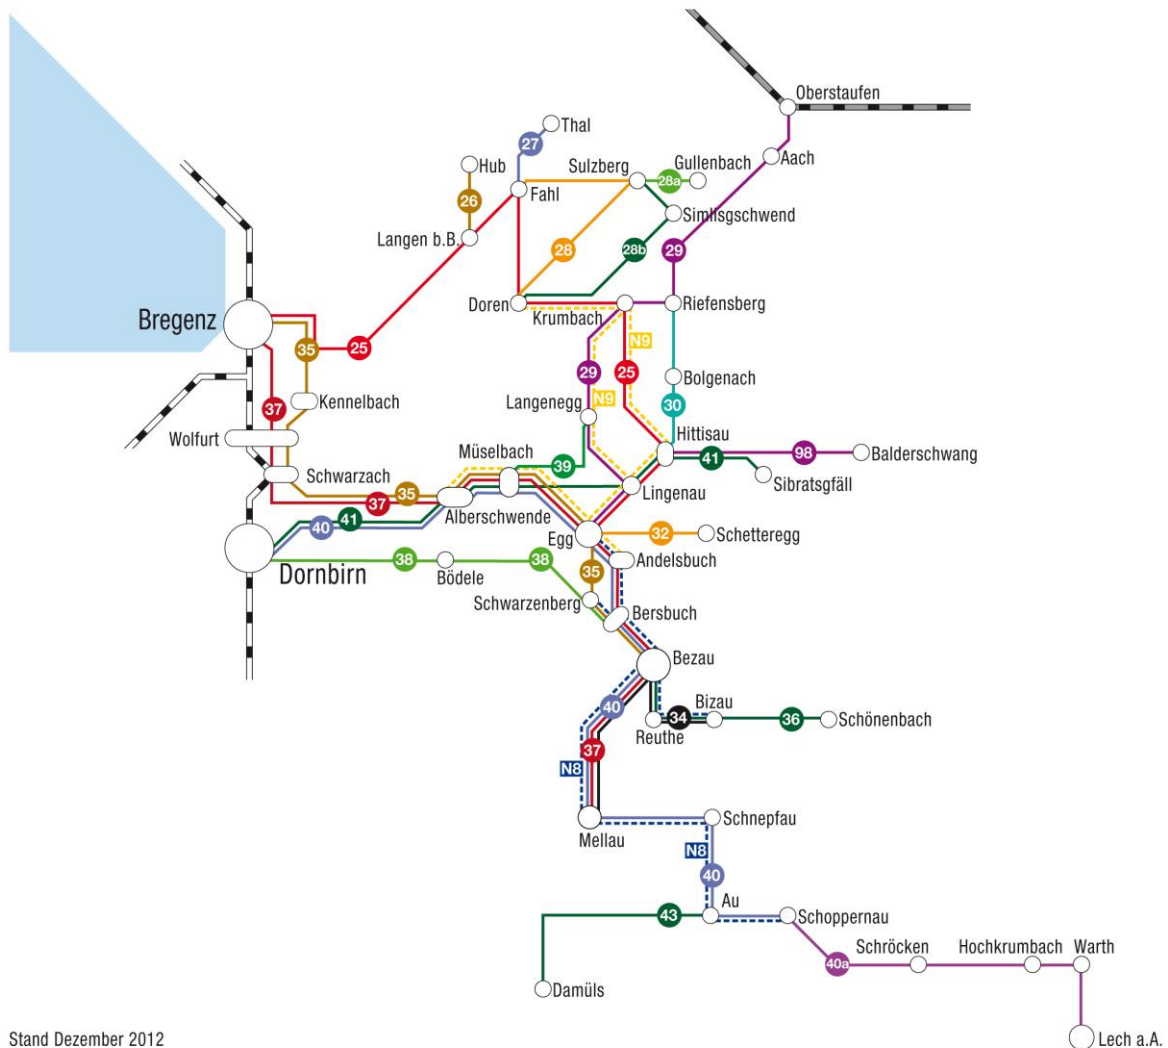 Oberstaufen
Thal
27
Hub
Sulzberg
Gullenbach
28a
Aach
26
Fahl
Simlisgschwend
Langen b.B.
28
28b
29
Doren
Krumbach
Riefensberg
Bregenz
35
25
N9
29
25
Bolgenach
37
Kennelbach
Langenegg
N9
30
Wolfurt
Müselbach
Hittisau
98
Balderschwang
39
41
Schwarzach
35
37
Sibratsgfäll
Alberschwende
Lingenau
41
40
Egg
32
Schetteregg
Dornbirn
38
38
Bödele
35
Andelsbuch
Schwarzenberg
Bersbuch
Bezau
40
Bizau
34
36
Schönenbach
Reuthe
37
N8
Mellau
Schnepfau
N8
40
Au
43
Schoppernau
Schröcken
Hochkrumbach
Warth
40a
Damüls
Stand Dezember 2012
Lech a.A.